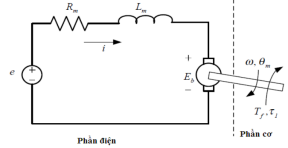 R_m
L_m
i
e
+
E_b
−
ω, θ_m
T_f, τ_l
Phần điện
Phần cơ